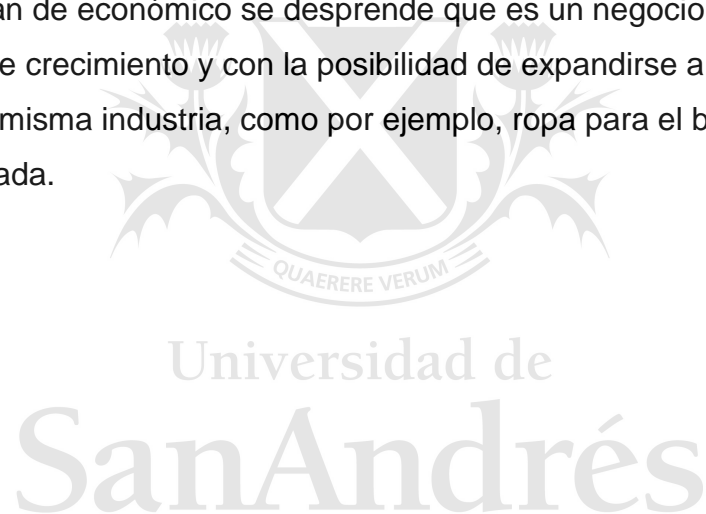 an de económico se desprende que es un negocio
e crecimiento y con la posibilidad de expandirse a
misma industria, como por ejemplo, ropa para el b
ada.
QUAERERE VERUM
Universidad de
SanAndrés